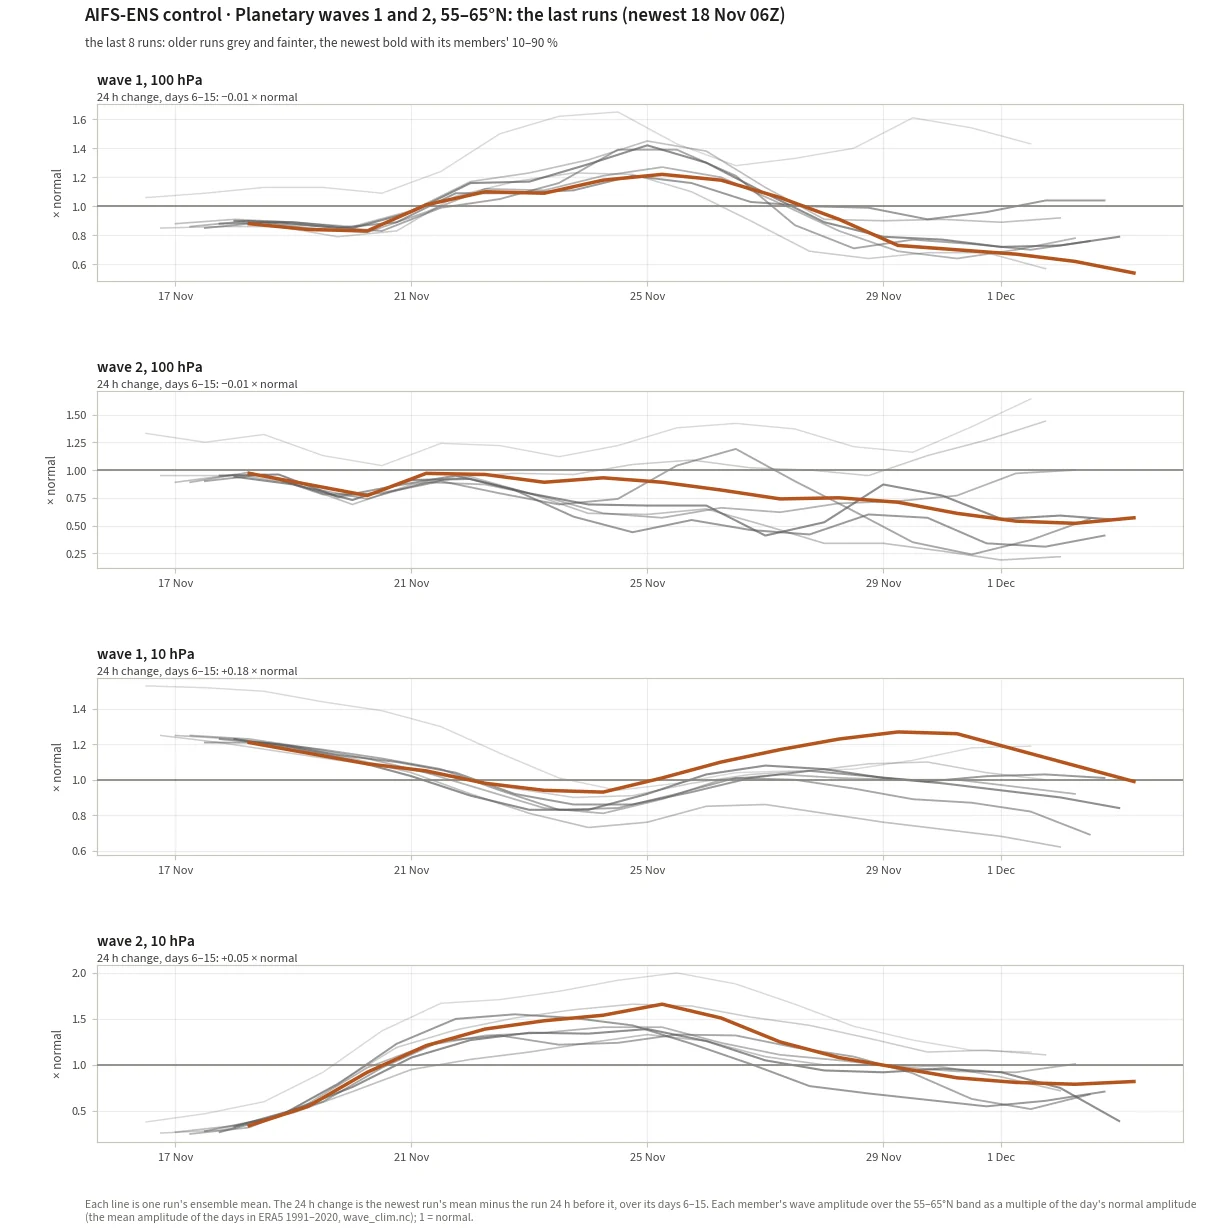 AIFS-ENS control · Planetary waves 1 and 2, 55–65°N: the last runs (newest 18 Nov 06Z)
the last 8 runs: older runs grey and fainter, the newest bold with its members' 10–90 %
wave 1, 100 hPa
24 h change, days 6–15: −0.01 × normal
× normal
1.6
1.4
1.2
1.0
0.8
0.6
17 Nov
21 Nov
25 Nov
29 Nov
1 Dec
wave 2, 100 hPa
24 h change, days 6–15: −0.01 × normal
× normal
1.50
1.25
1.00
0.75
0.50
0.25
17 Nov
21 Nov
25 Nov
29 Nov
1 Dec
wave 1, 10 hPa
24 h change, days 6–15: +0.18 × normal
× normal
1.4
1.2
1.0
0.8
0.6
17 Nov
21 Nov
25 Nov
29 Nov
1 Dec
wave 2, 10 hPa
24 h change, days 6–15: +0.05 × normal
× normal
2.0
1.5
1.0
0.5
17 Nov
21 Nov
25 Nov
29 Nov
1 Dec
Each line is one run's ensemble mean. The 24 h change is the newest run's mean minus the run 24 h before it, over its days 6–15. Each member's wave amplitude over the 55–65°N band as a multiple of the day's normal amplitude
(the mean amplitude of the days in ERA5 1991–2020, wave_clim.nc); 1 = normal.